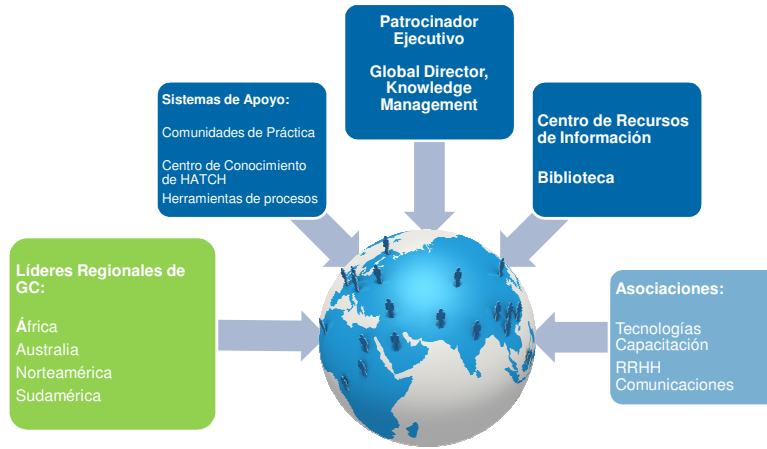 Patrocinador
Ejecutivo
Global Director,
Knowledge
Management
Sistemas de Apoyo:
Comunidades de Práctica
Centro de Conocimiento
de HATCH
Herramientas de procesos
Centro de Recursos
de Información
Biblioteca
Líderes Regionales de
GC:
África
Australia
Norteamérica
Sudamérica
Asociaciones:
Tecnologías
Capacitación
RRHH
Comunicaciones